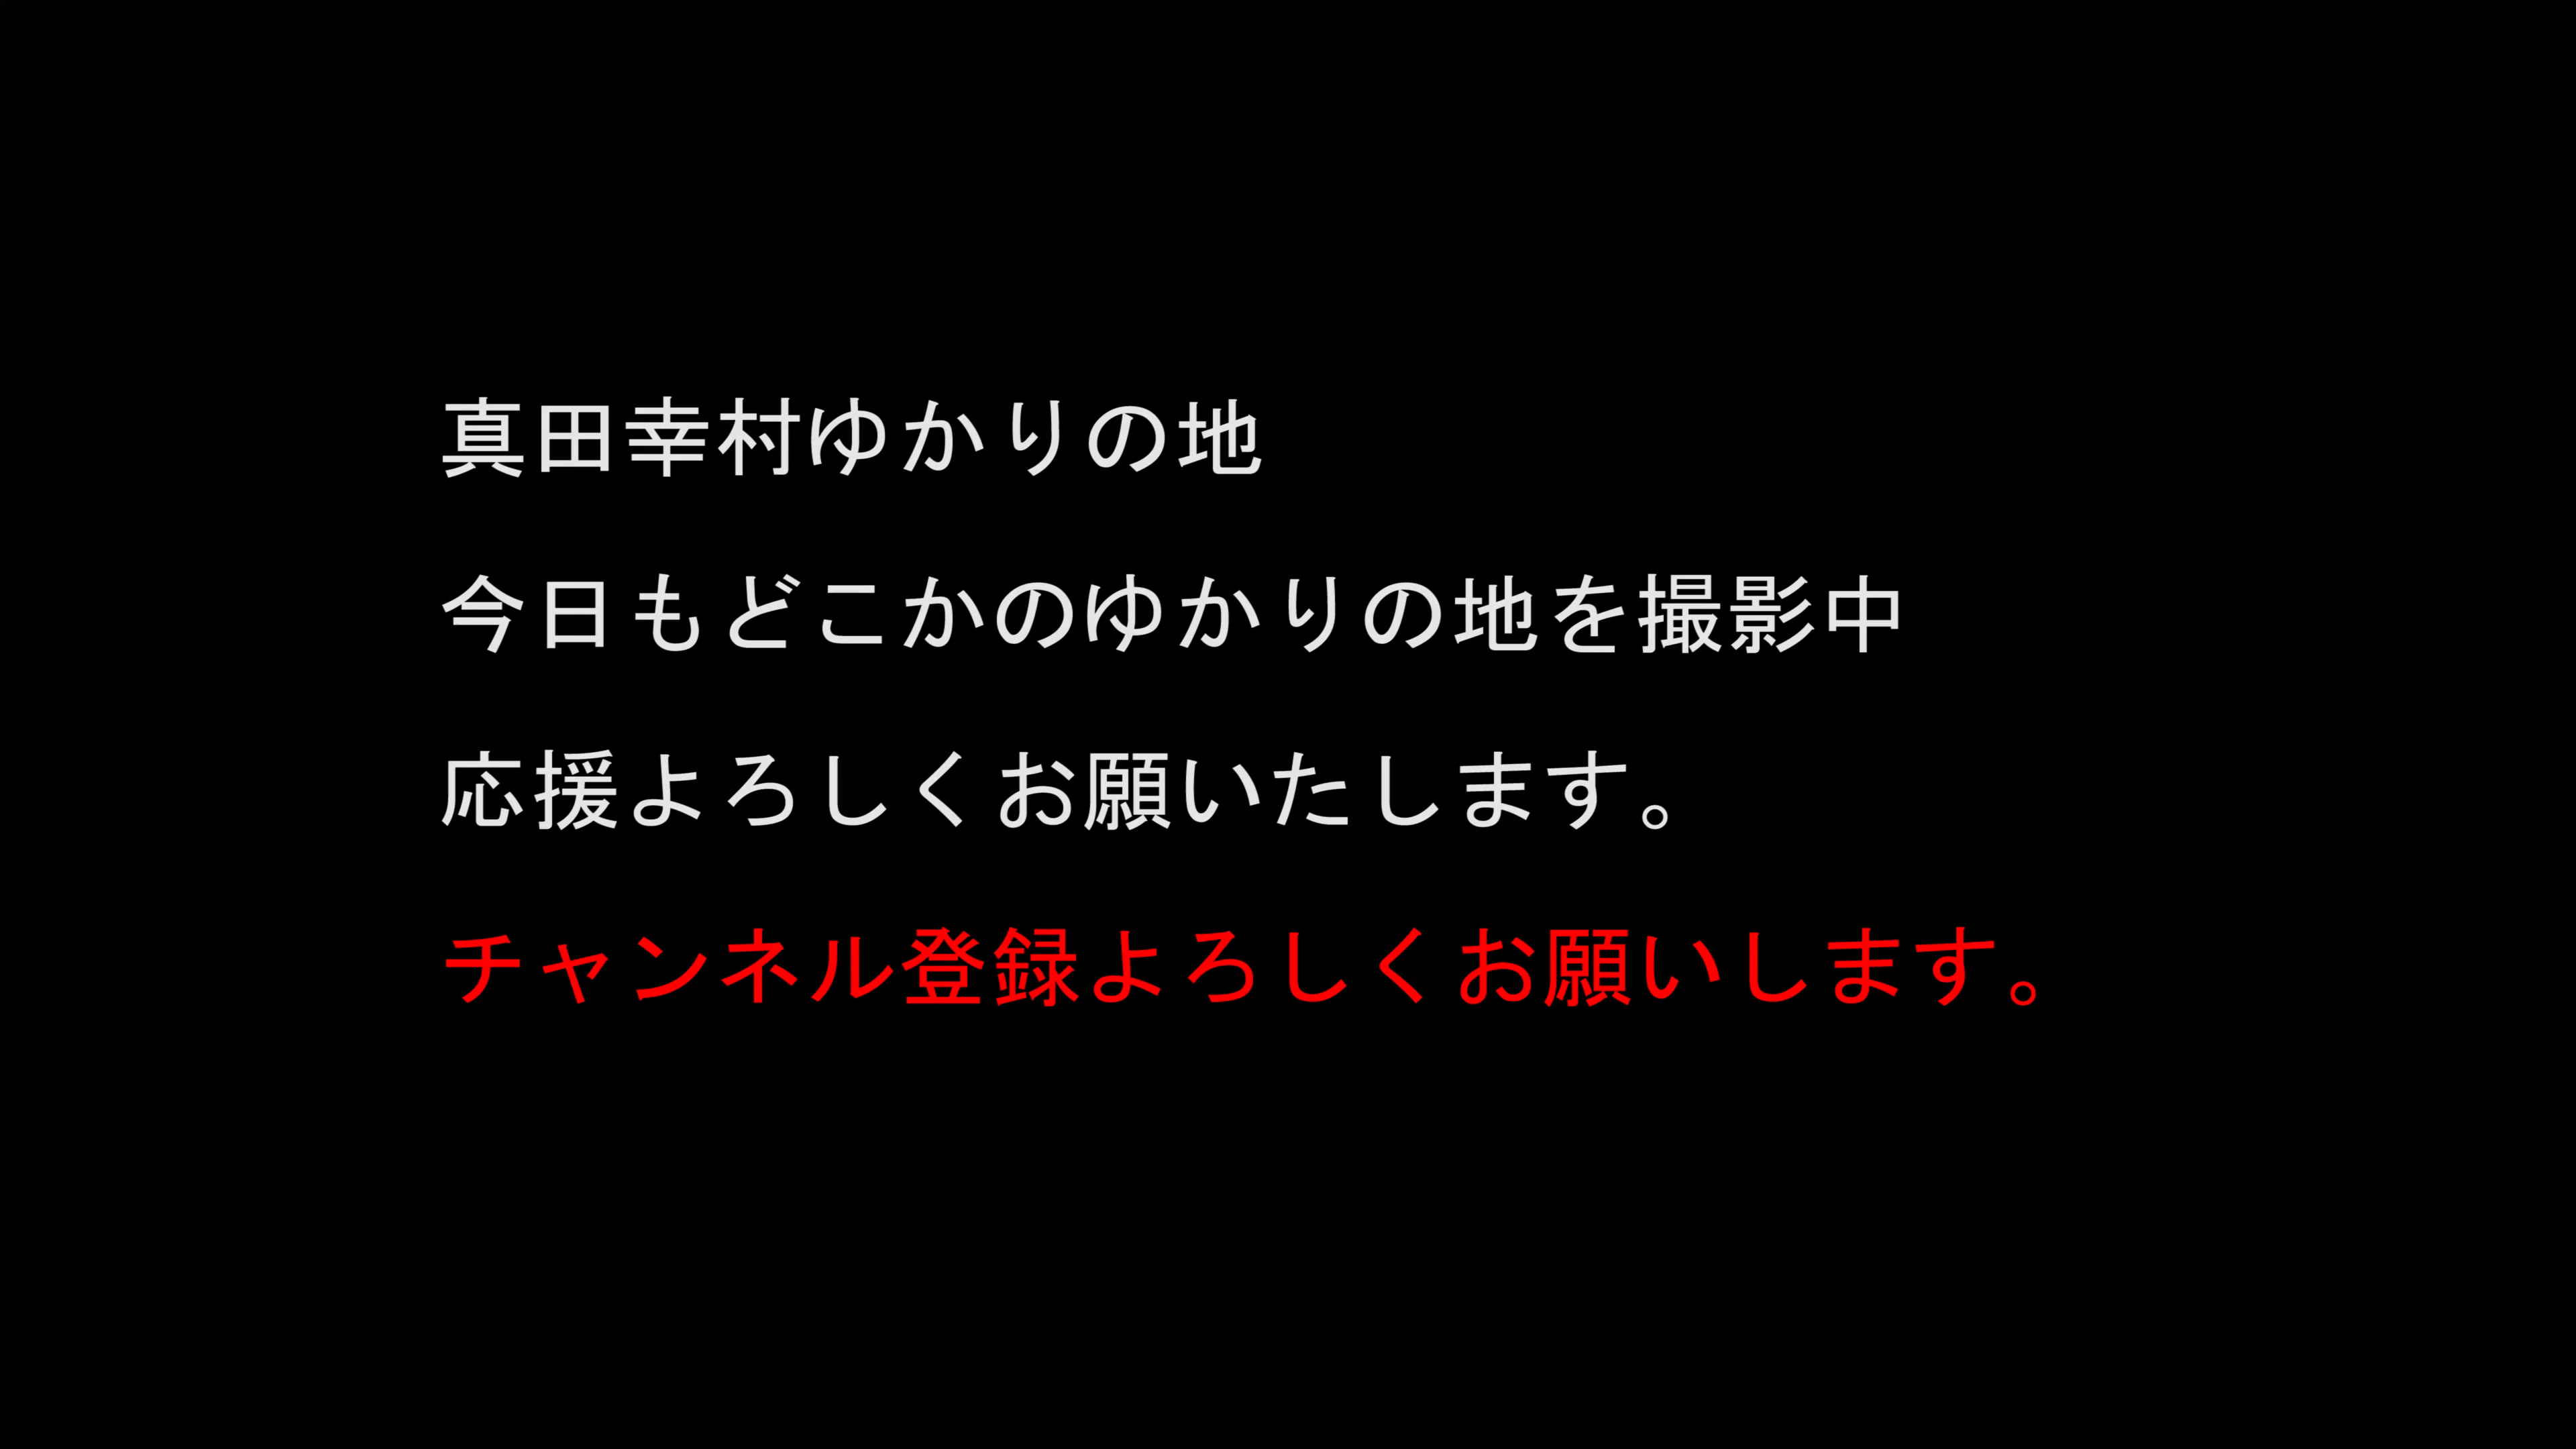 真田幸村ゆかりの地
今日もどこかのゆかりの地を撮影中
応援よろしくお願いたします。
チャンネル登録よろしくお願いします。